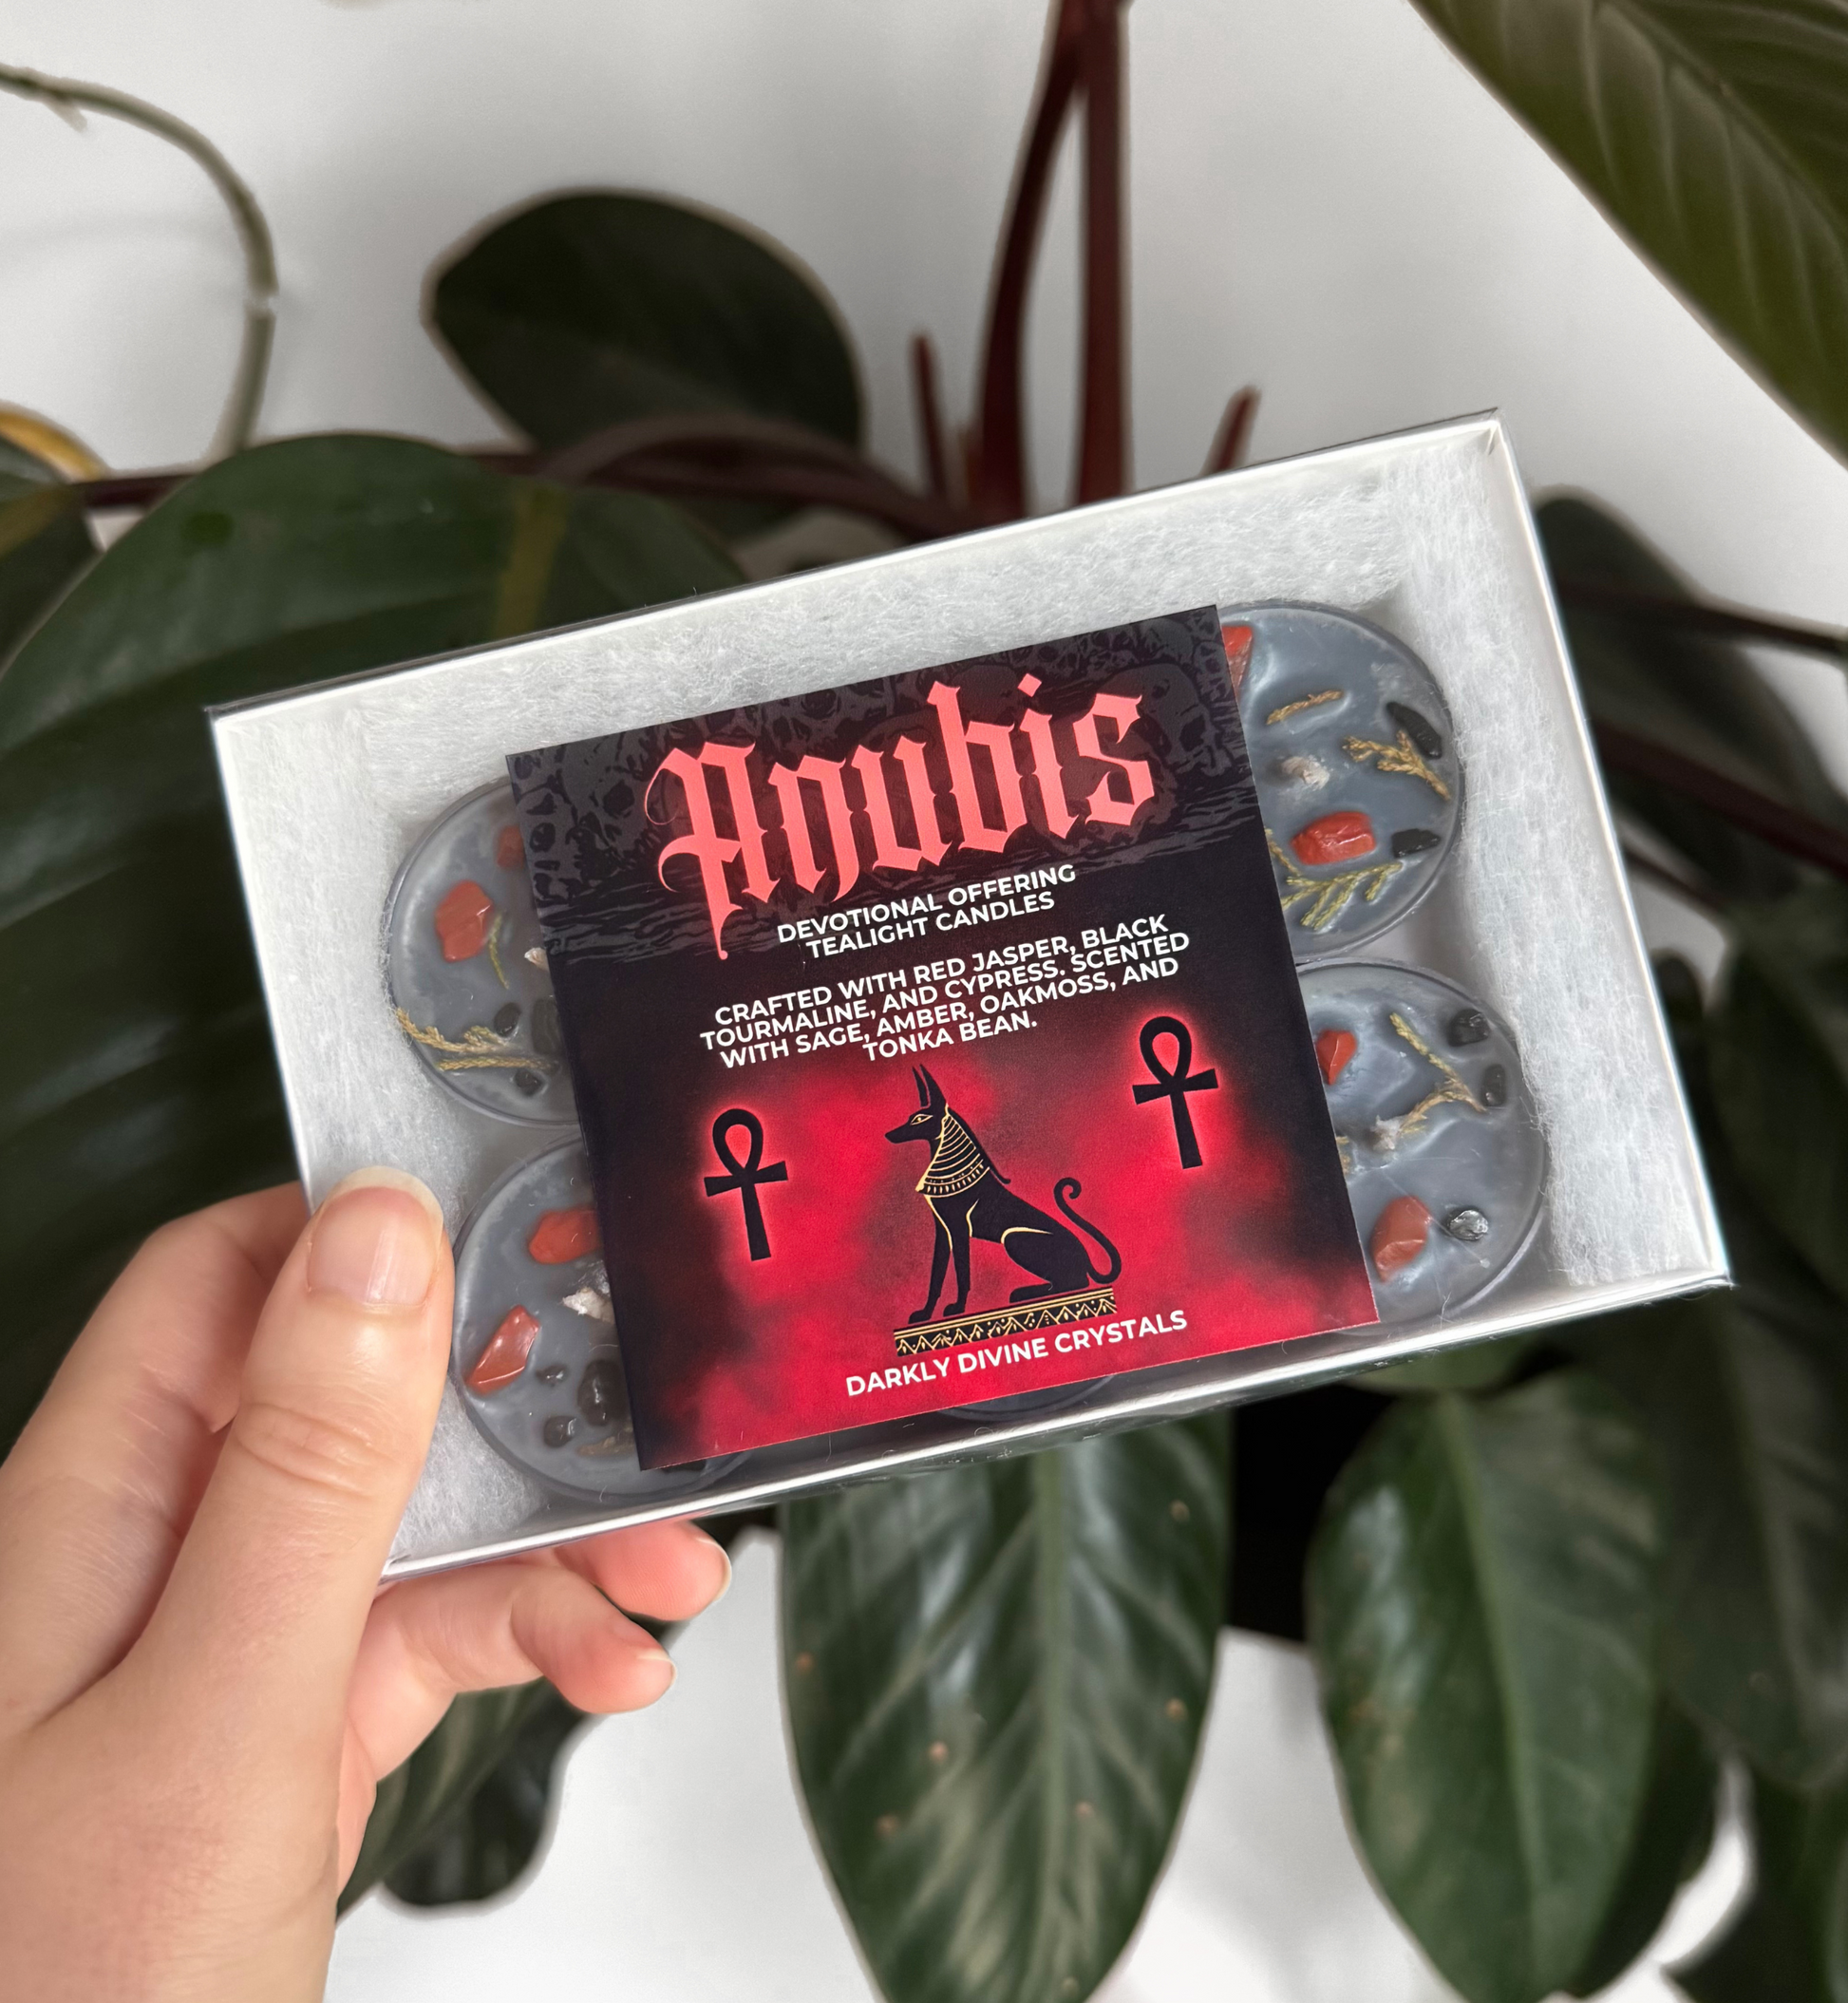 Anubis
DEVOTIONAL OFFERING
TEALIGHT CANDLES
CRAFTED WITH RED JASPER, BLACK
TOURMALINE, AND CYPRESS. SCENTED
WITH SAGE, AMBER, OAKMOSS, AND
TONKA BEAN.
DARKLY DIVINE CRYSTALS